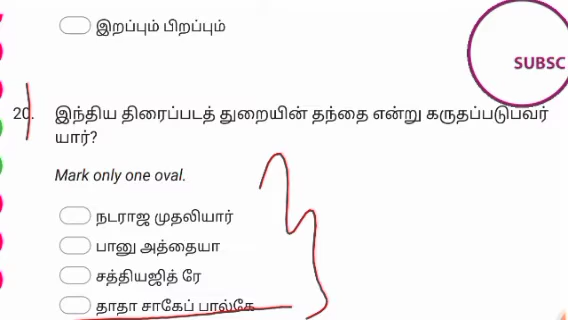 இறப்பும் பிறப்பும்
SUBSC
20. இந்திய திரைப்படத் துறையின் தந்தை என்று கருதப்படுபவர்
யார்?
Mark only one oval.
நடராஜ முதலியார்
பானு அத்தையா
சத்தியஜித் ரே
தாதா சாகேப் பால்கே